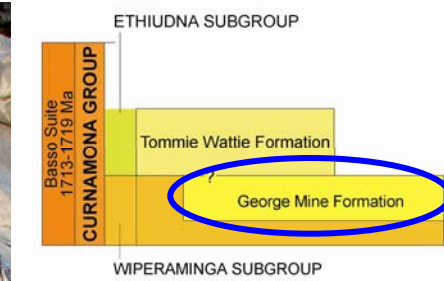 ETHIUDNA SUBGROUP
Basso Suite
1713-1719 Ma
CURNAMONA GROUP
Tommie Wattie Formation
?
George Mine Formation
WIPERAMINGA SUBGROUP